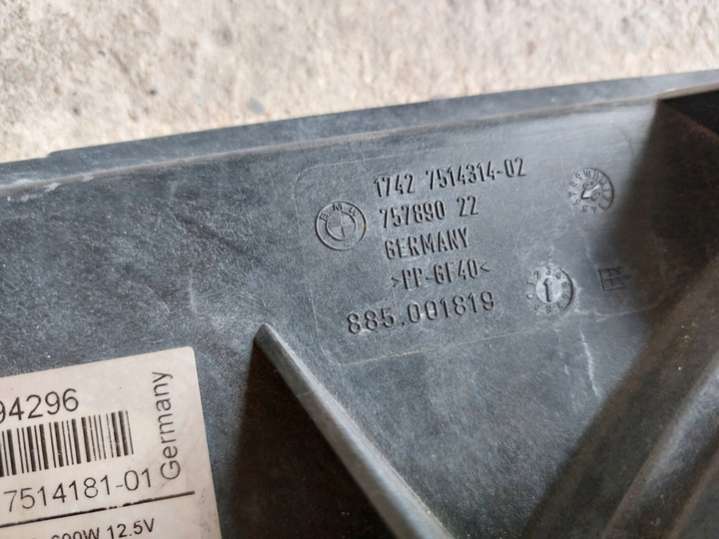 1742 7514314-02
BMW
757890 22
GERMANY
>PP-GF40<
885.001819
94296
7514181-01
Germany
600W 12.5V